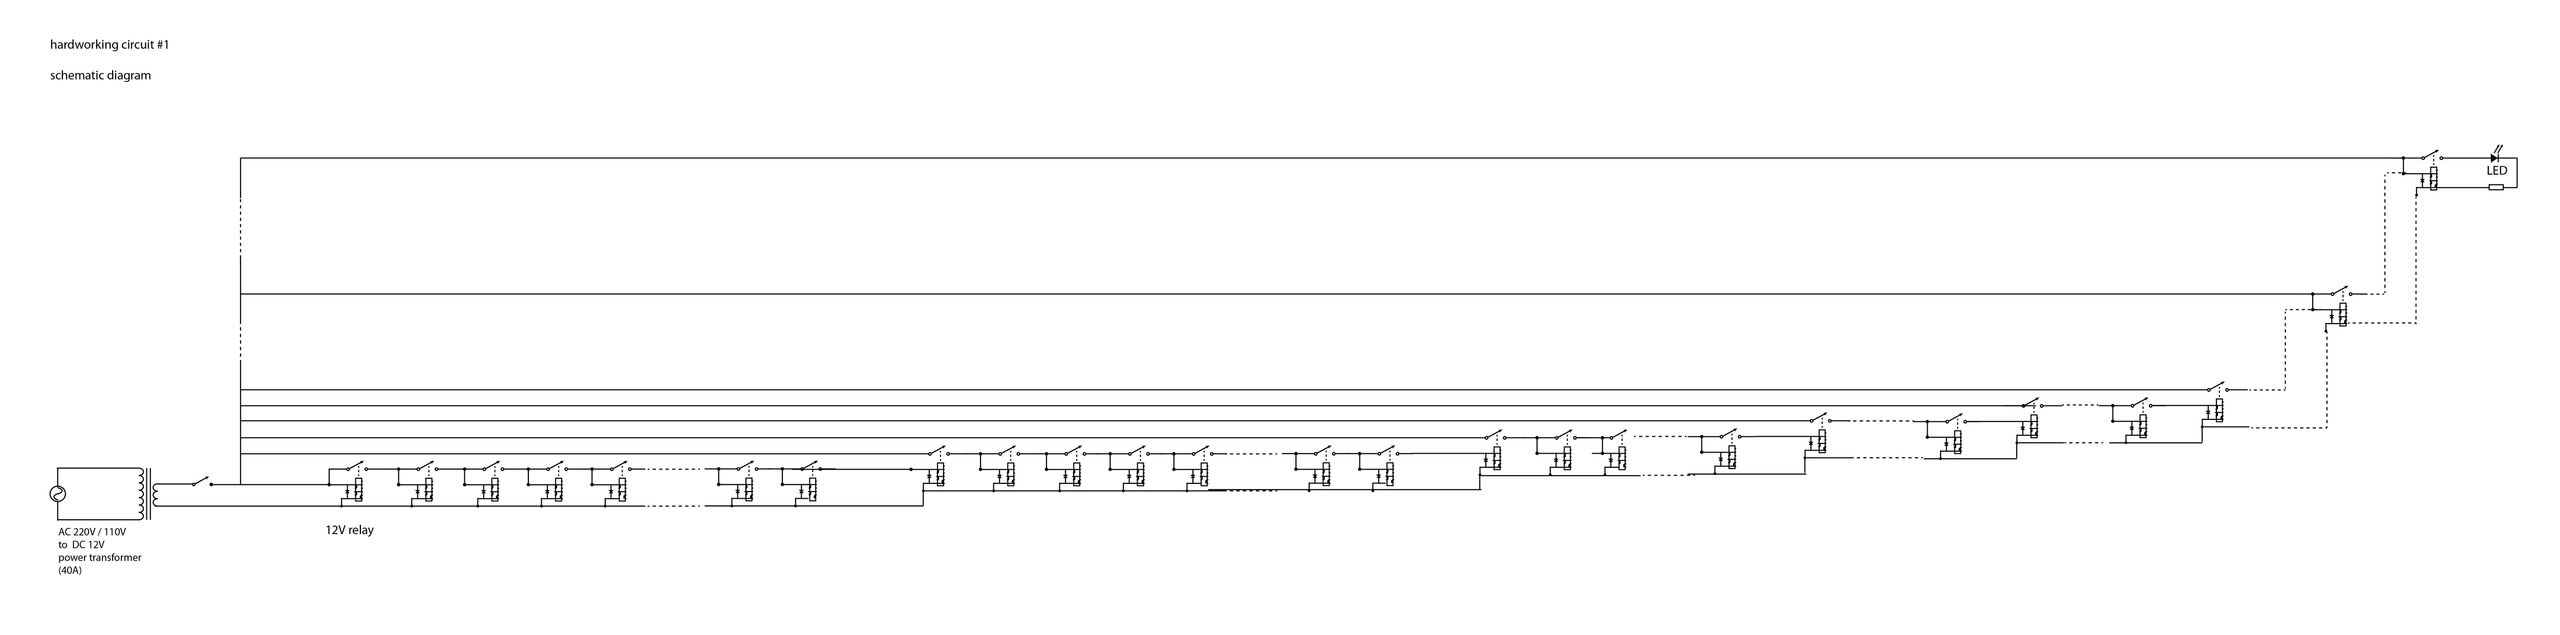 hardworking circuit #1
schematic diagram
LED
12V relay
AC 220V / 110V
to DC 12V
power transformer
(40A)